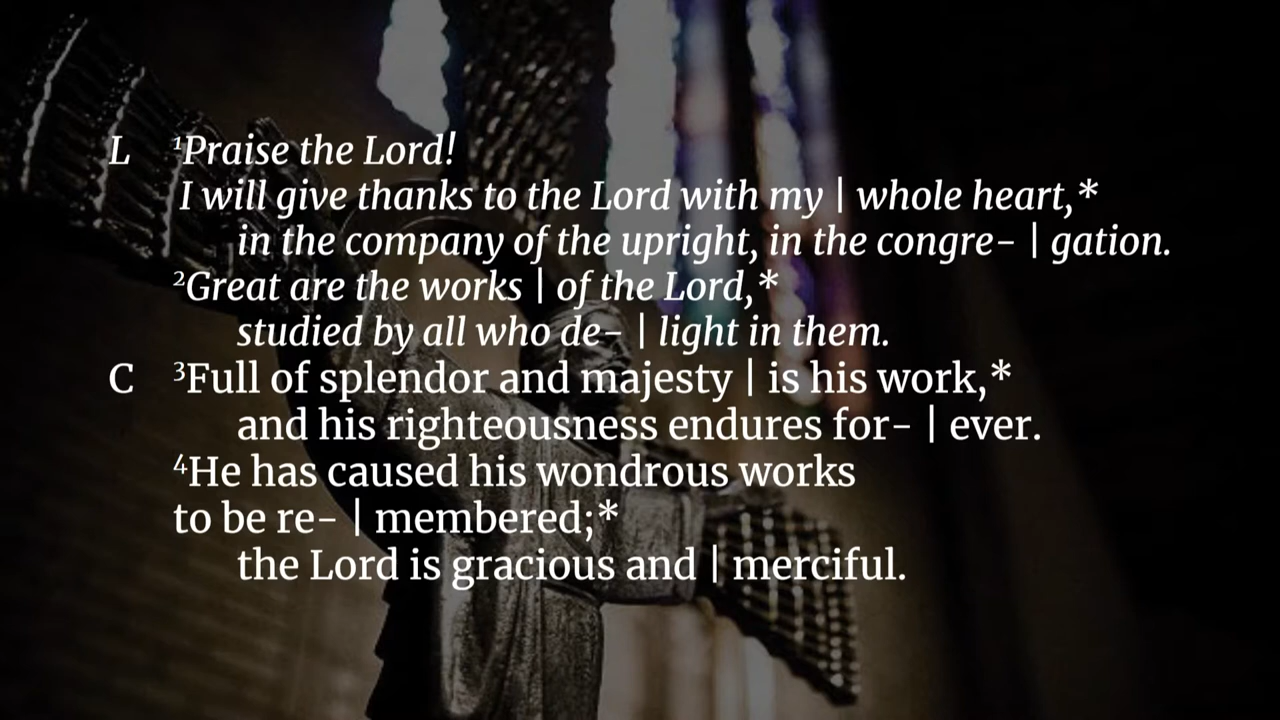 L ¹Praise the Lord!
I will give thanks to the Lord with my | whole heart,*
in the company of the upright, in the congre– | gation.
²Great are the works | of the Lord,*
studied by all who de– | light in them.
C ³Full of splendor and majesty | is his work,*
and his righteousness endures for– | ever.
⁴He has caused his wondrous works
to be re– | membered;*
the Lord is gracious and | merciful.